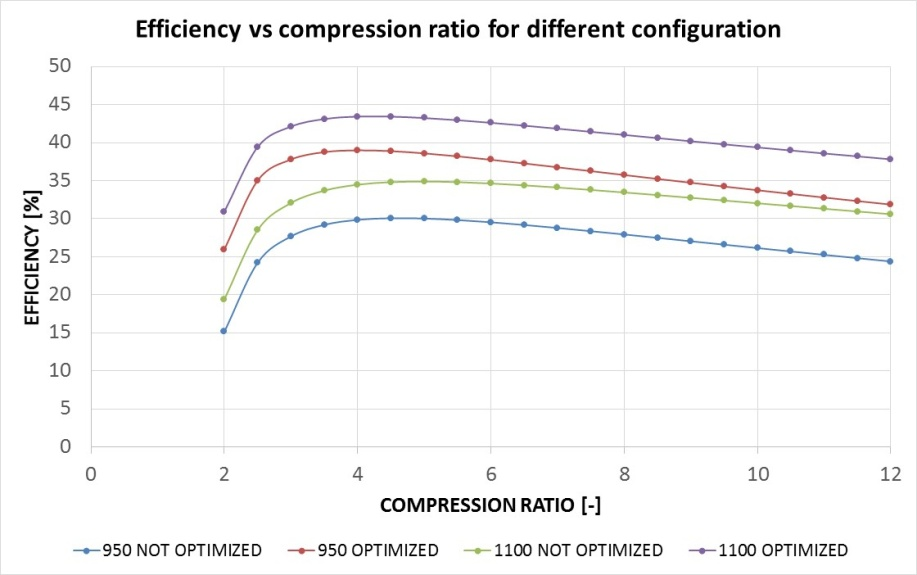 Efficiency vs compression ratio for different configuration
50
45
40
35
30
25
20
15
10
5
0
EFFICIENCY [%]
0 2 4 6 8 10 12
COMPRESSION RATIO [-]
950 NOT OPTIMIZED 950 OPTIMIZED 1100 NOT OPTIMIZED 1100 OPTIMIZED